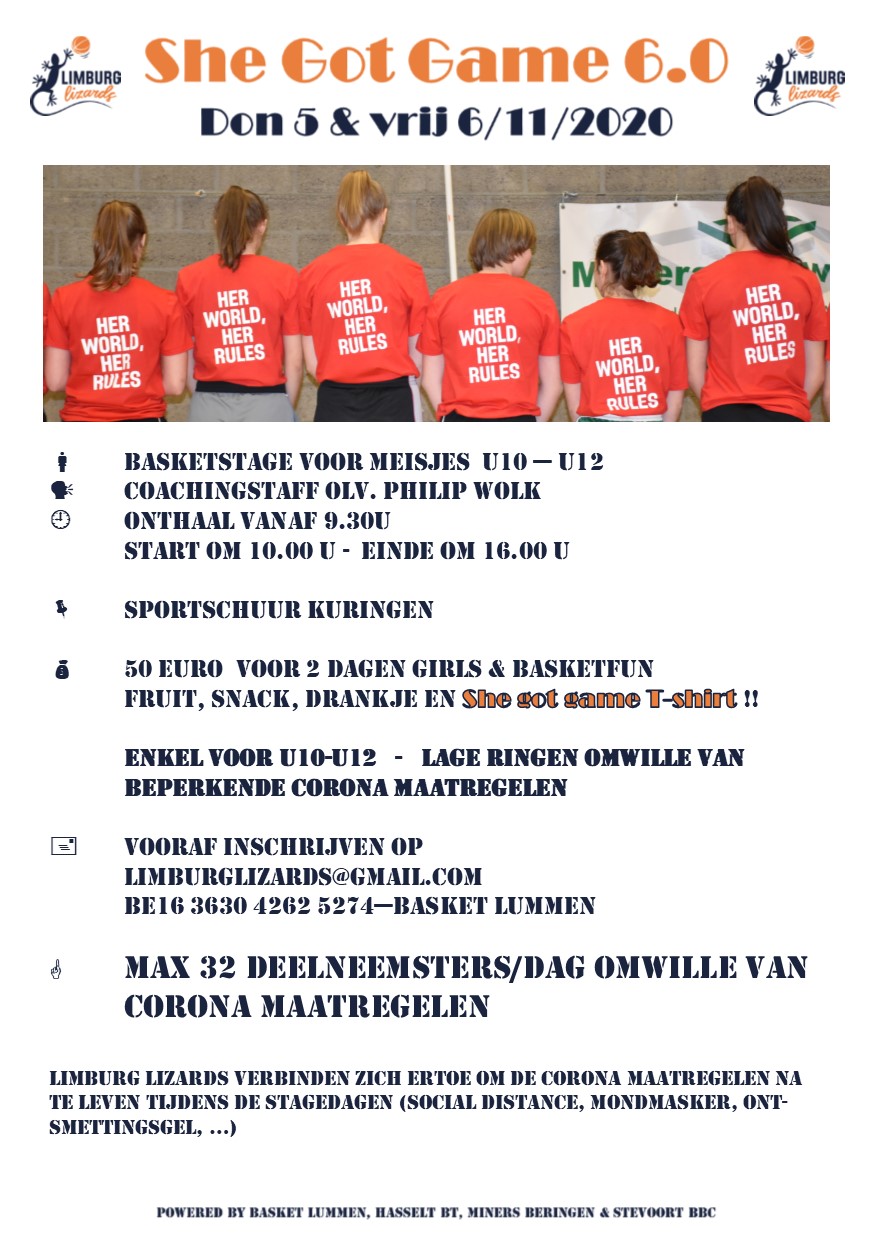 LIMBURG
lizards
She Got Game 6.0
LIMBURG
lizards
Don 5 & vrij 6/11/2020
HER
WORLD,
HER
RULES
HER
WORLD,
HER
RULES
HER
WORLD,
HER
RULES
HER
WORLD,
HER
RULES
HER
WORLD,
HER
RULES
HER
WORLD,
HER
RULES
BASKETSTAGE VOOR MEISJES U10 — U12
COACHINGSTAFF OLV. PHILIP WOLK
ONTHAAL VANAF 9.30U
START OM 10.00 U - EINDE OM 16.00 U
SPORTSCHUUR KURINGEN
50 EURO VOOR 2 DAGEN GIRLS & BASKETFUN
FRUIT, SNACK, DRANKJE EN She got game T-shirt !!
ENKEL VOOR U10-U12 - LAGE RINGEN OMWILLE VAN
BEPERKENDE CORONA MAATREGELEN
VOORAF INSCHRIJVEN OP
LIMBURGLIZARDS@GMAIL.COM
BE16 3630 4262 5274—BASKET LUMMEN
MAX 32 DEELNEEMSTERS/DAG OMWILLE VAN
CORONA MAATREGELEN
LIMBURG LIZARDS VERBINDEN ZICH ERTOE OM DE CORONA MAATREGELEN NA
TE LEVEN TIJDENS DE STAGEDAGEN (SOCIAL DISTANCE, MONDMASKER, ONT-
SMETTINGSGEL, ...)
POWERED BY BASKET LUMMEN, HASSELT BT, MINERS BERINGEN & STEVOORT BBC